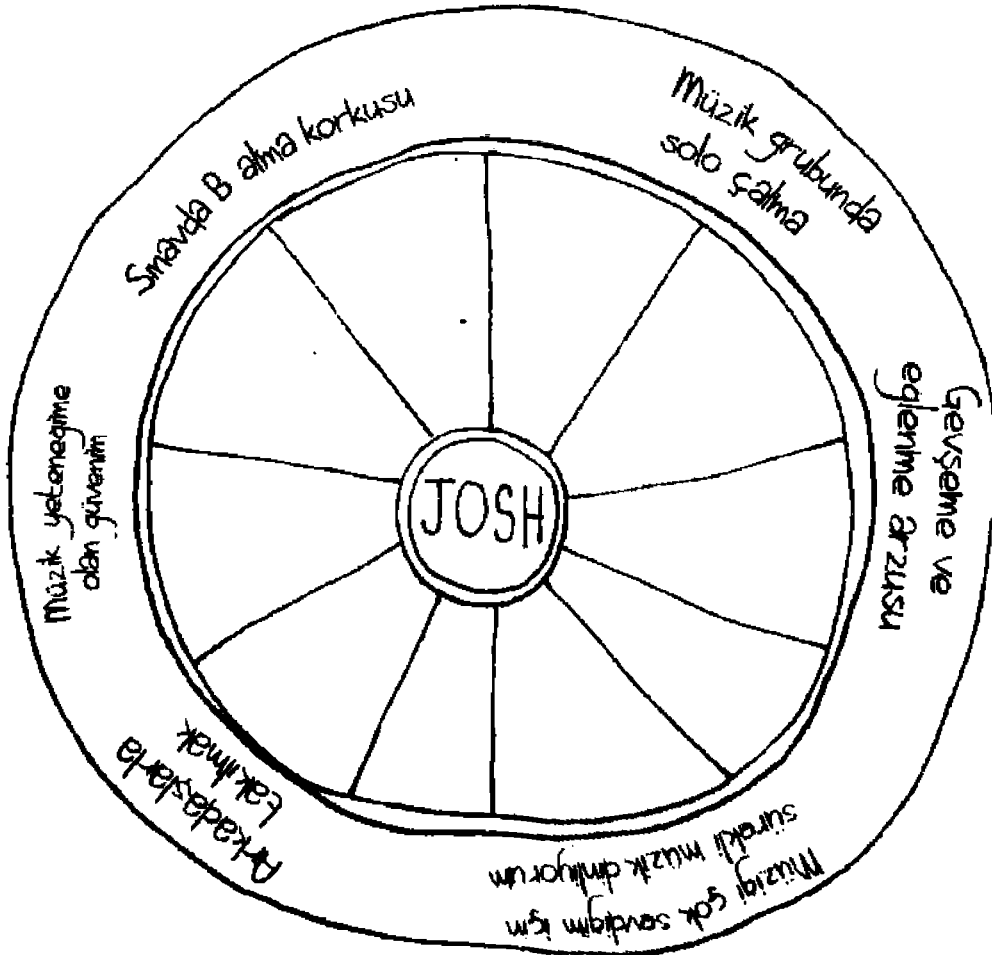 Sınavda B alma korkusu
Müzik grubunda
solo çalma
Gevşeme ve
eğlenme arzusu
Müziği çok sevdiğim için
sürekli müzik dinliyorum
Arkadaşlarla
takılmak
Müzik yeteneğime
olan güvenim
JOSH